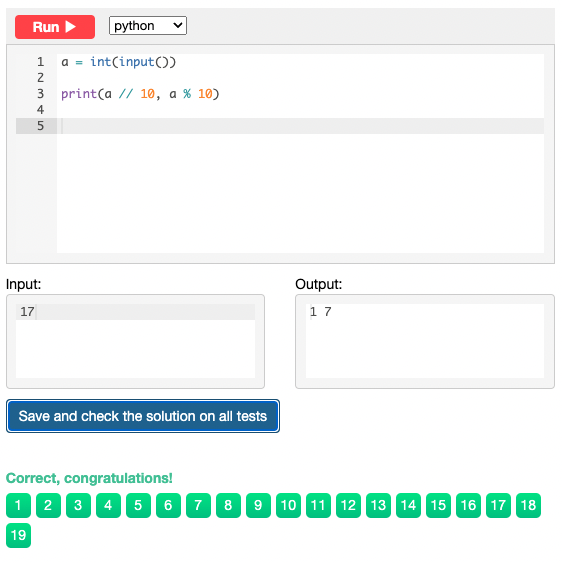 Run ▶ python
1 a = int(input())
2
3 print(a // 10, a % 10)
4
5
Input: Output:
17 1 7
Save and check the solution on all tests
Correct, congratulations!
1 2 3 4 5 6 7 8 9 10 11 12 13 14 15 16 17 18
19